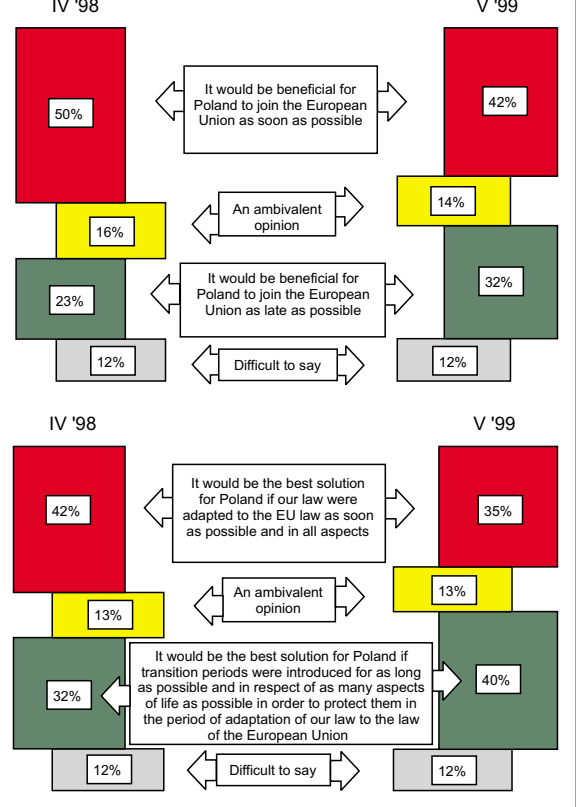 IV '98
V '99
50%
It would be beneficial for
Poland to join the European
Union as soon as possible
42%
16%
An ambivalent
opinion
14%
23%
It would be beneficial for
Poland to join the European
Union as late as possible
32%
12%
Difficult to say
12%
IV '98
V '99
42%
It would be the best solution
for Poland if our law were
adapted to the EU law as soon
as possible and in all aspects
35%
13%
An ambivalent
opinion
13%
32%
It would be the best solution for Poland if
transition periods were introduced for as long
as possible and in respect of as many aspects
of life as possible in order to protect them in
the period of adaptation of our law to the law
of the European Union
40%
12%
Difficult to say
12%